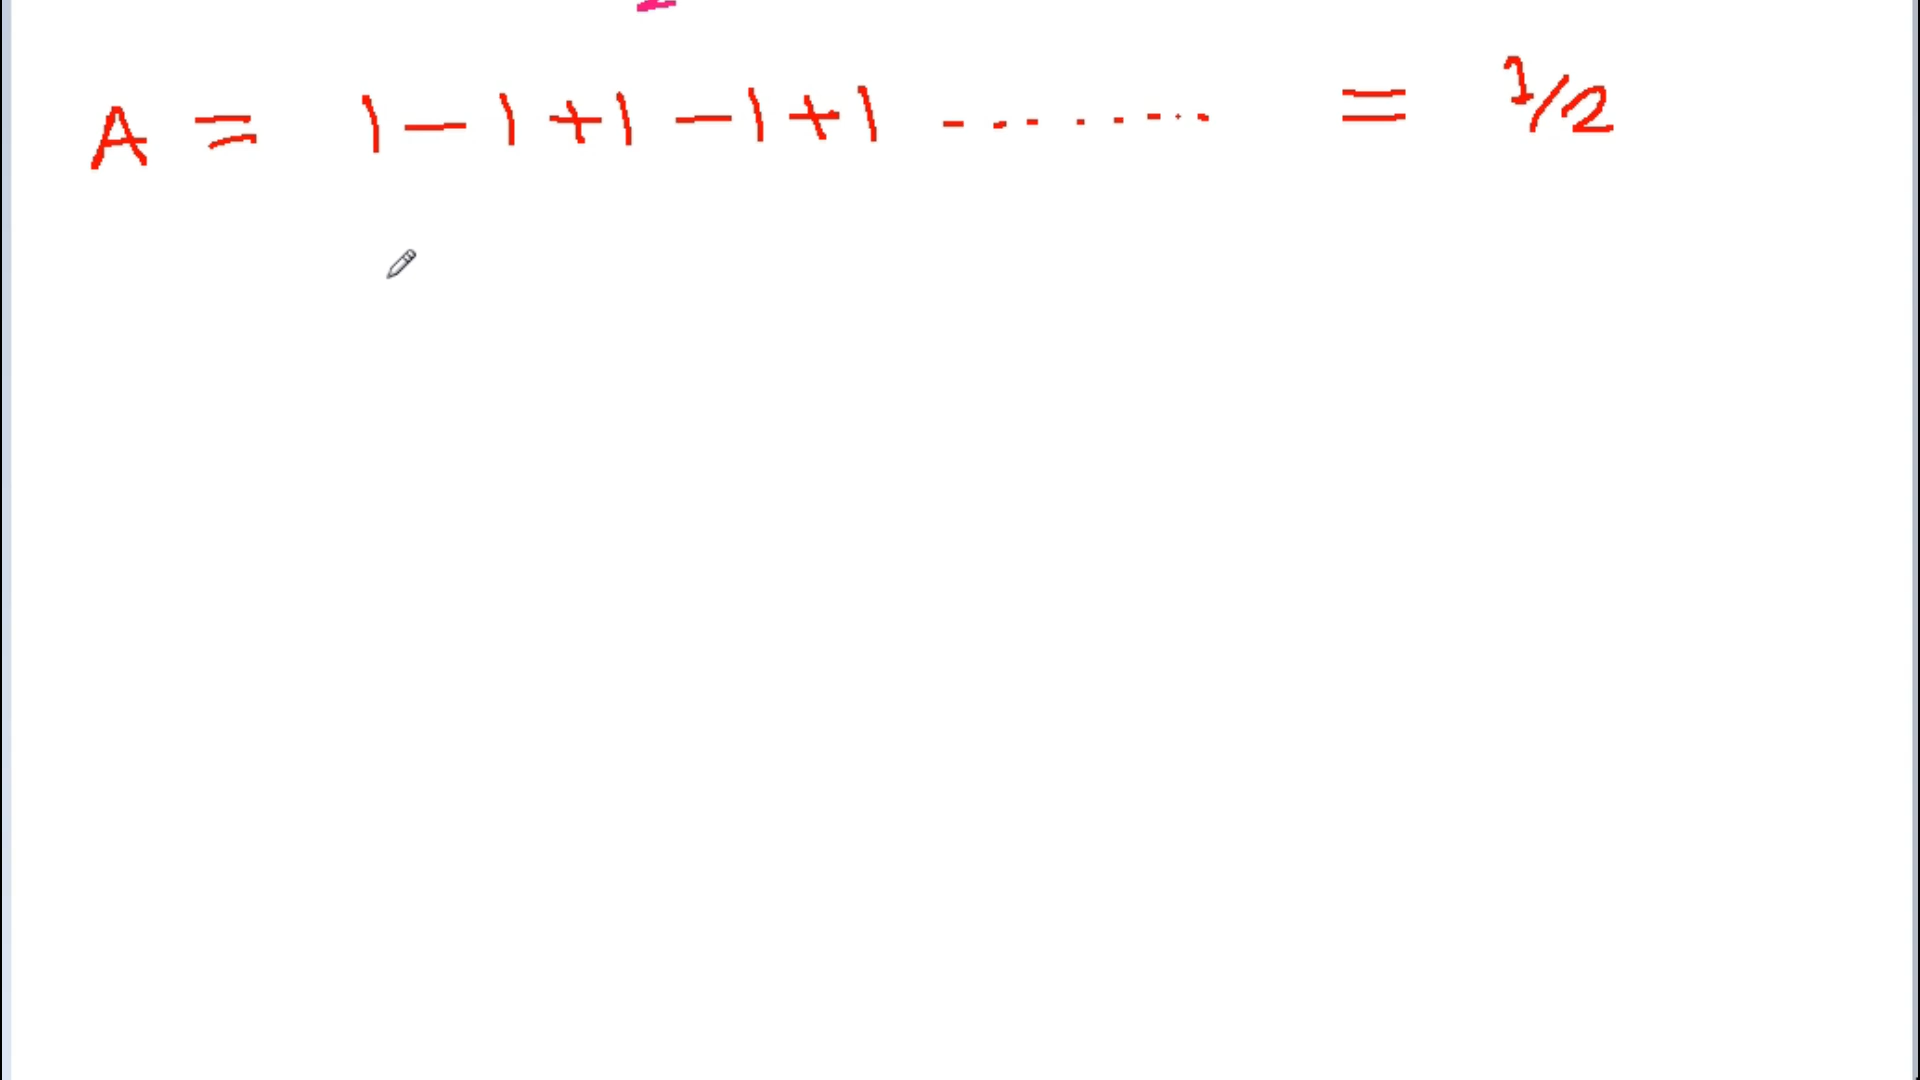 A = 1 - 1 + 1 - 1 + 1 - ........ = 1/2